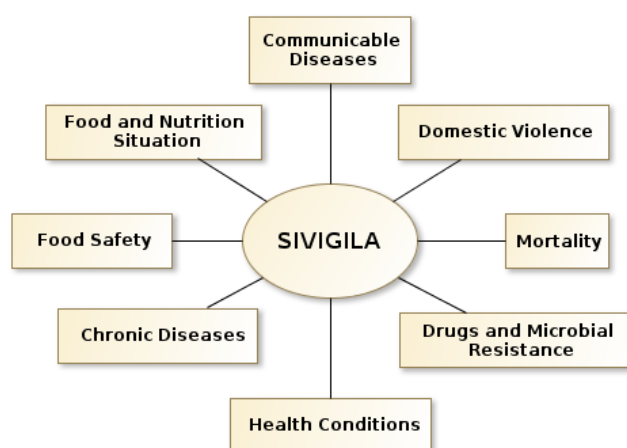 Communicable
Diseases
Food and Nutrition
Situation
Domestic Violence
Food Safety
SIVIGILA
Mortality
Chronic Diseases
Drugs and Microbial
Resistance
Health Conditions